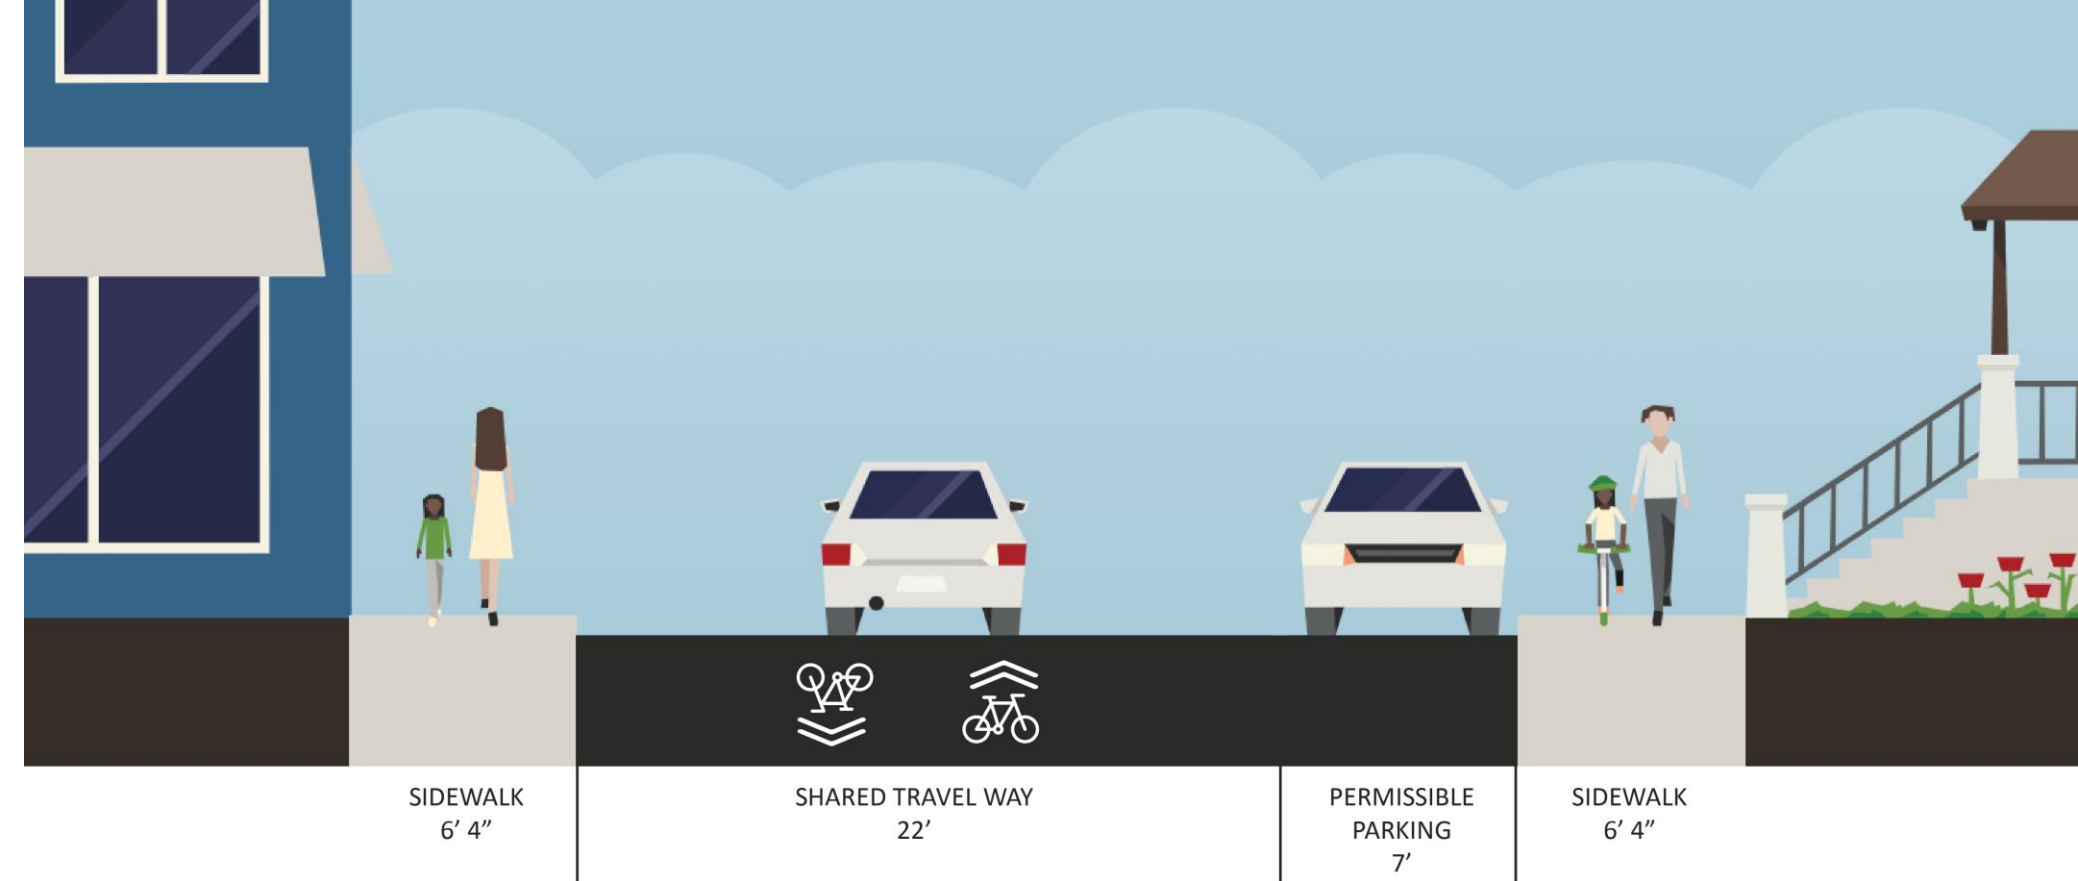 SIDEWALK
6’ 4”
SHARED TRAVEL WAY
22’
PERMISSIBLE
PARKING
7’
SIDEWALK
6’ 4”